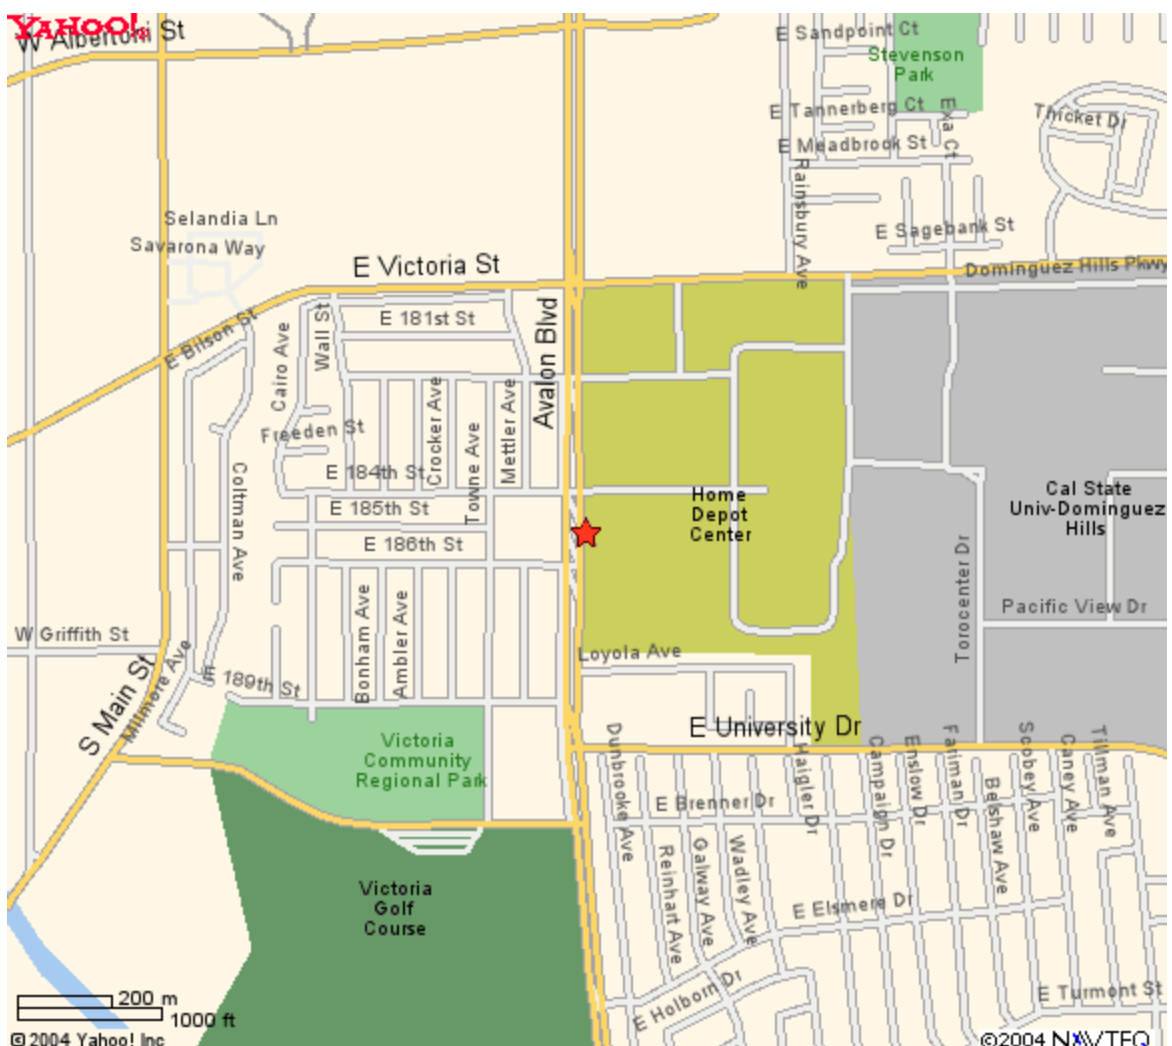 YAHOO!
W Albertoni St
E Sandpoint Ct
Stevenson
Park
E Tannerberg Ct
Exa Ct
Thicket Dr
E Meadbrook St
Rainsbury Ave
Selandia Ln
Savarona Way
E Sagebank St
E Victoria St
Dominguez Hills Pkwy
E Bilson St
Cairo Ave
Wall St
E 181st St
Avalon Blvd
Crocker Ave
Towne Ave
Mettler Ave
Freeden St
E 184th St
E 185th St
E 186th St
Coltman Ave
Home
Depot
Center
Cal State
Univ-Dominguez
Hills
Torocenter Dr
Pacific View Dr
W Griffith St
Bonham Ave
Ambler Ave
Loyola Ave
S Main St
Millmore Ave
E 189th St
E University Dr
Victoria
Community
Regional Park
Dunbrooke Ave
Haigler Dr
Campaign Dr
Enslow Dr
Fariman Dr
Belshaw Ave
Scobey Ave
Caney Ave
Tillman Ave
E Brenner Dr
Reinhart Ave
Galway Ave
Wadley Ave
Victoria
Golf
Course
E Elsmere Dr
E Holborn Dr
E Turmont St
200 m
1000 ft
©2004 Yahoo! Inc
©2004 NAVTEQ